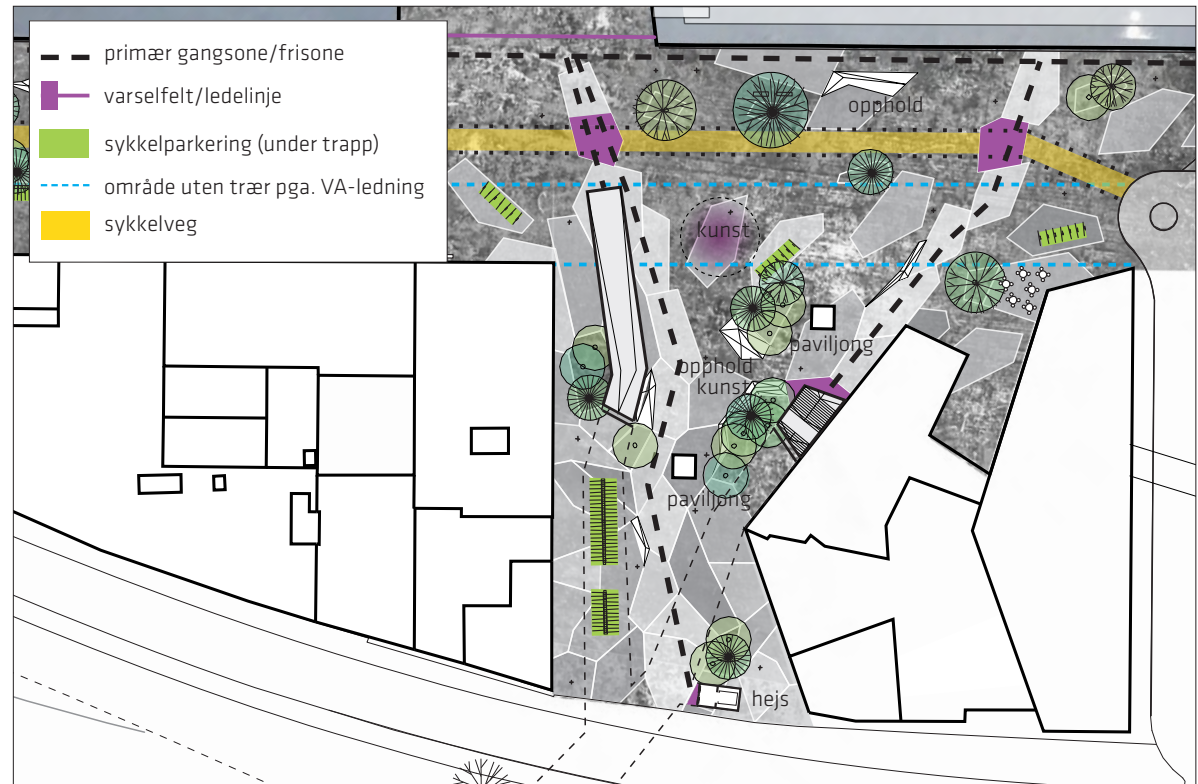 primær gangsone/frisone
varselfelt/ledelinje
sykkelparkering (under trapp)
område uten trær pga. VA-ledning
sykkelveg
opphold
kunst
paviljong
opphold
kunst
paviljong
hejs